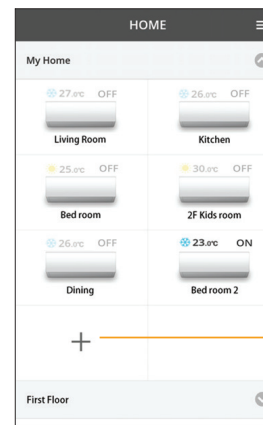 HOME
My Home
27.0°C OFF
26.0°C OFF
Living Room
Kitchen
25.0°C OFF
30.0°C OFF
Bed room
2F Kids room
26.0°C OFF
23.0°C ON
Dining
Bed room 2
First Floor